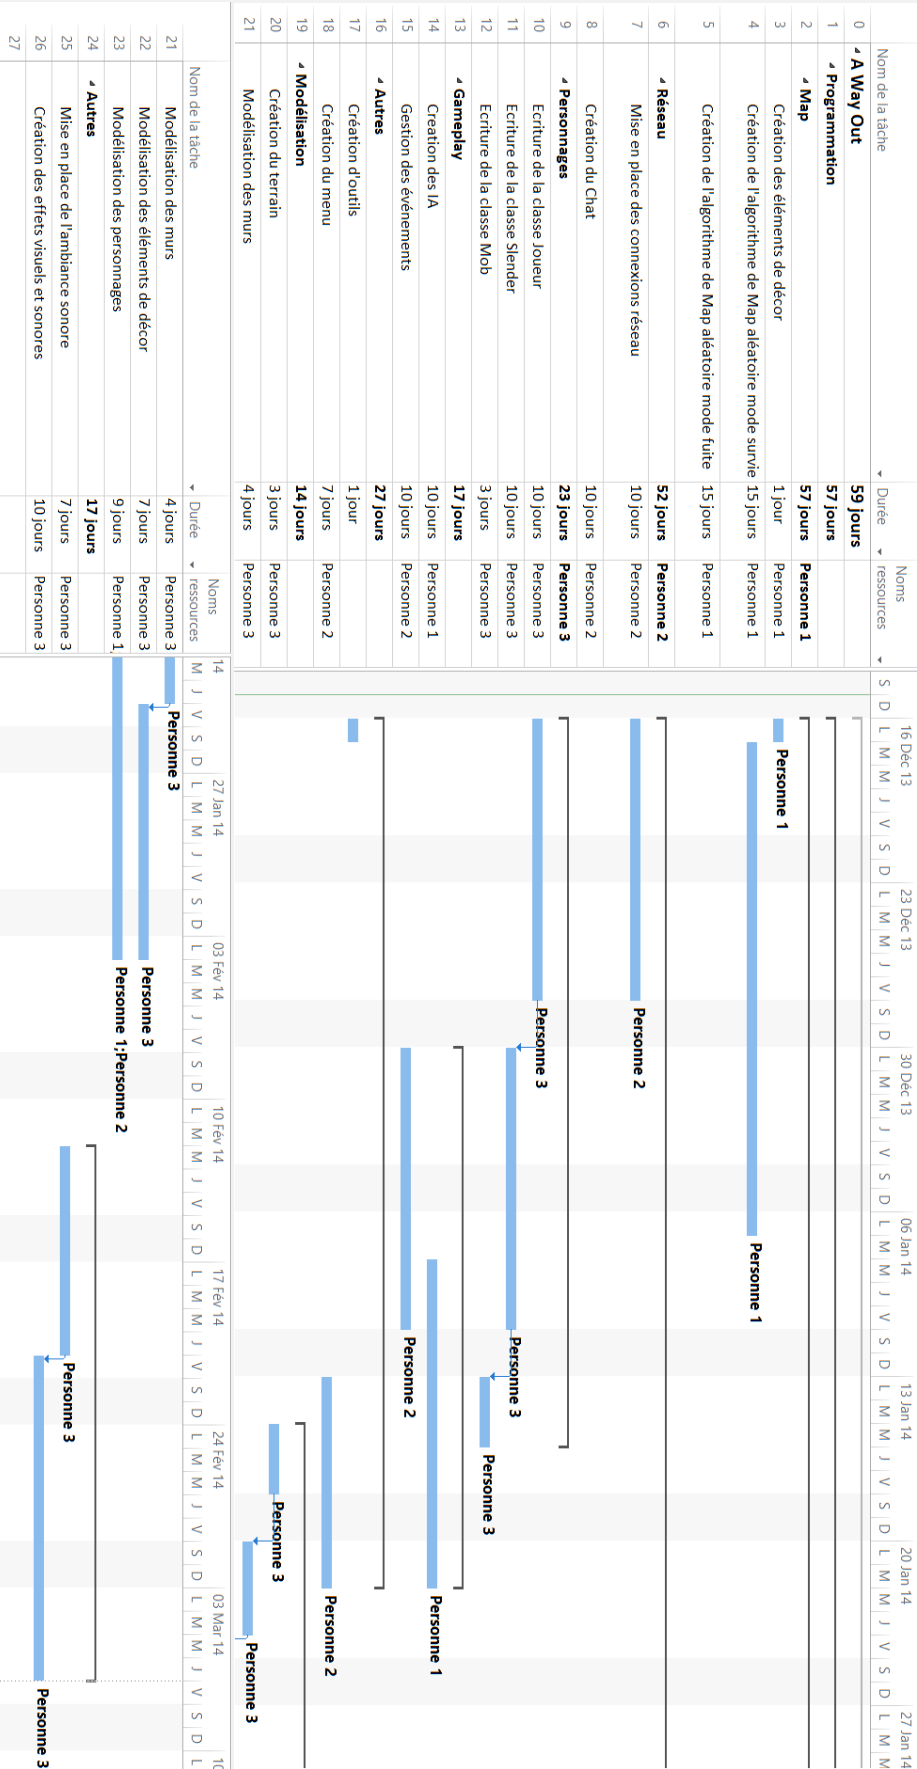 Nom de la tâche Durée Noms ressources
16 Déc 13 23 Déc 13 30 Déc 13 06 Jan 14 13 Jan 14 20 Jan 14 27 Jan 14
S D L M M J V S D L M M J V S D L M M J V S D L M M J V S D L M M J V S D L M M J V S D L M M
0 A Way Out 59 jours
1 Programmation 57 jours
2 Map 57 jours Personne 1
3 Création des éléments de décor 1 jour Personne 1 Personne 1
4 Création de l'algorithme de Map aléatoire mode survie 15 jours Personne 1 Personne 1
5 Création de l'algorithme de Map aléatoire mode fuite 15 jours Personne 1
6 Réseau 52 jours Personne 2
7 Mise en place des connexions réseau 10 jours Personne 2 Personne 2
8 Création du Chat 10 jours Personne 2
9 Personnages 23 jours Personne 3
10 Ecriture de la classe Joueur 10 jours Personne 3 Personne 3
11 Ecriture de la classe Slender 10 jours Personne 3 Personne 3
12 Ecriture de la classe Mob 3 jours Personne 3 Personne 3
13 Gameplay 17 jours
14 Creation des IA 10 jours Personne 1 Personne 1
15 Gestion des événements 10 jours Personne 2 Personne 2
16 Autres 27 jours
17 Création d'outils 1 jour
18 Création du menu 7 jours Personne 2 Personne 2
19 Modélisation 14 jours
20 Création du terrain 3 jours Personne 3 Personne 3
21 Modélisation des murs 4 jours Personne 3 Personne 3
Nom de la tâche Durée Noms ressources
14 27 Jan 14 03 Fév 14 10 Fév 14 17 Fév 14 24 Fév 14 03 Mar 14 10
M J V S D L M M J V S D L M M J V S D L M M J V S D L M M J V S D L M M J V S D L M M J V S D L
21 Modélisation des murs 4 jours Personne 3 Personne 3
22 Modélisation des éléments de décor 7 jours Personne 3 Personne 3
23 Modélisation des personnages 9 jours Personne 1 Personne 1;Personne 2
24 Autres 17 jours
25 Mise en place de l'ambiance sonore 7 jours Personne 3 Personne 3
26 Création des effets visuels et sonores 10 jours Personne 3 Personne 3
27